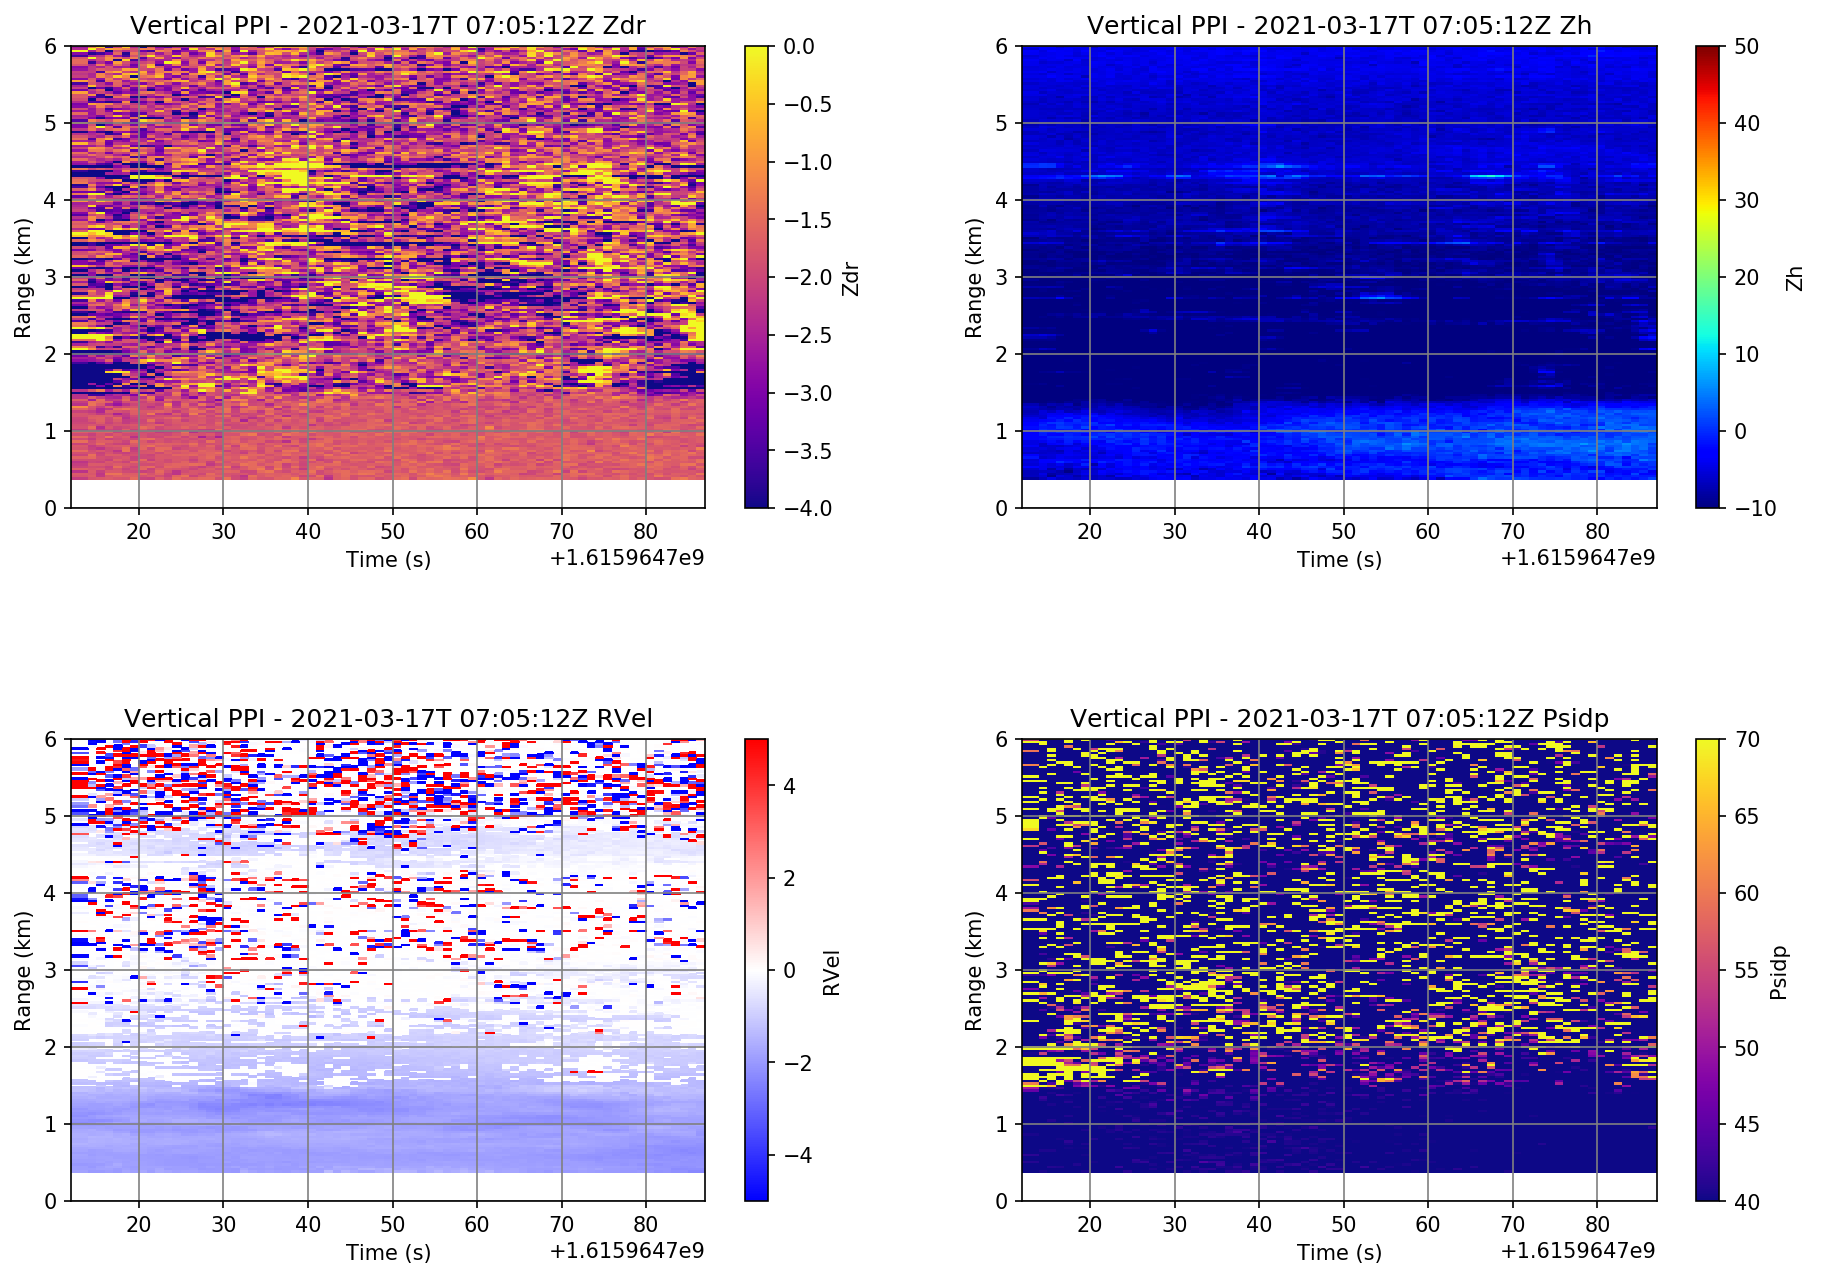 Vertical PPI - 2021-03-17T 07:05:12Z Zdr
6
5
4
3
2
1
0
Range (km)
20 30 40 50 60 70 80
Time (s)
+1.6159647e9
0.0
−0.5
−1.0
−1.5
−2.0
−2.5
−3.0
−3.5
−4.0
Zdr
Vertical PPI - 2021-03-17T 07:05:12Z Zh
6
5
4
3
2
1
0
Range (km)
20 30 40 50 60 70 80
Time (s)
+1.6159647e9
50
40
30
20
10
0
−10
Zh
Vertical PPI - 2021-03-17T 07:05:12Z RVel
6
5
4
3
2
1
0
Range (km)
20 30 40 50 60 70 80
Time (s)
+1.6159647e9
4
2
0
−2
−4
RVel
Vertical PPI - 2021-03-17T 07:05:12Z Psidp
6
5
4
3
2
1
0
Range (km)
20 30 40 50 60 70 80
Time (s)
+1.6159647e9
70
65
60
55
50
45
40
Psidp